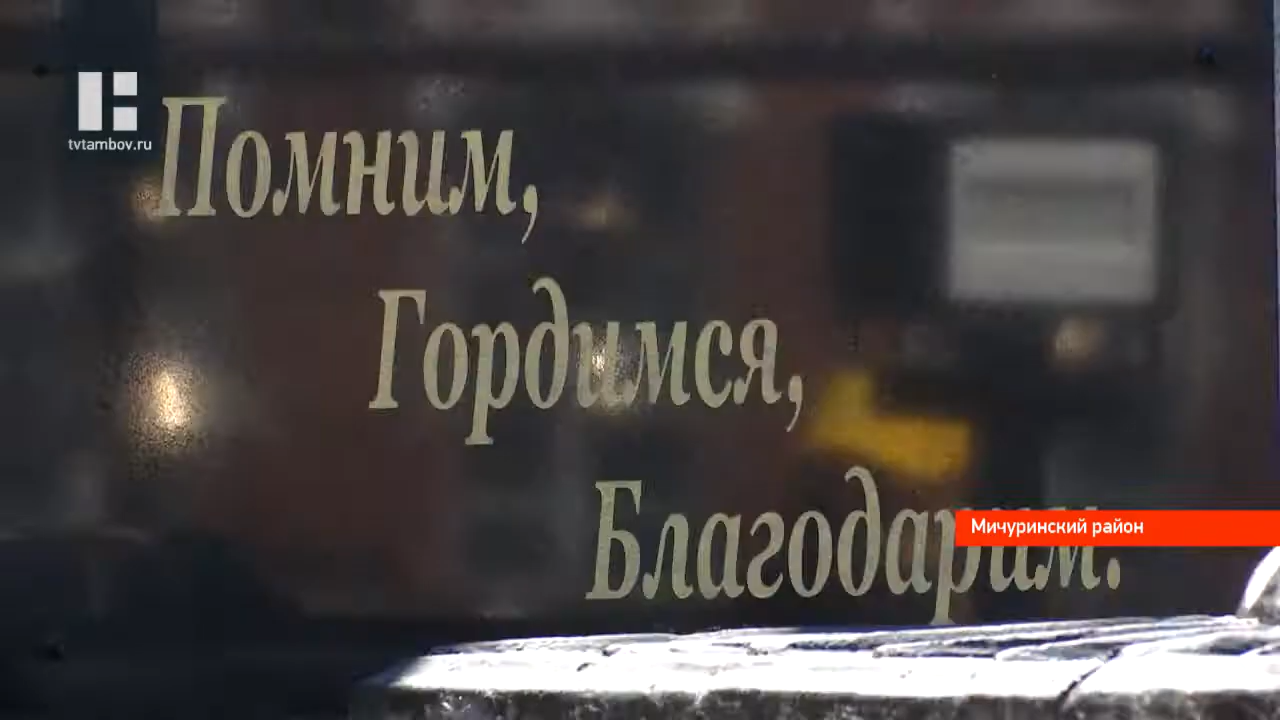 tvtambov.ru
Помним,
Гордимся,
Благодарим.
Мичуринский район